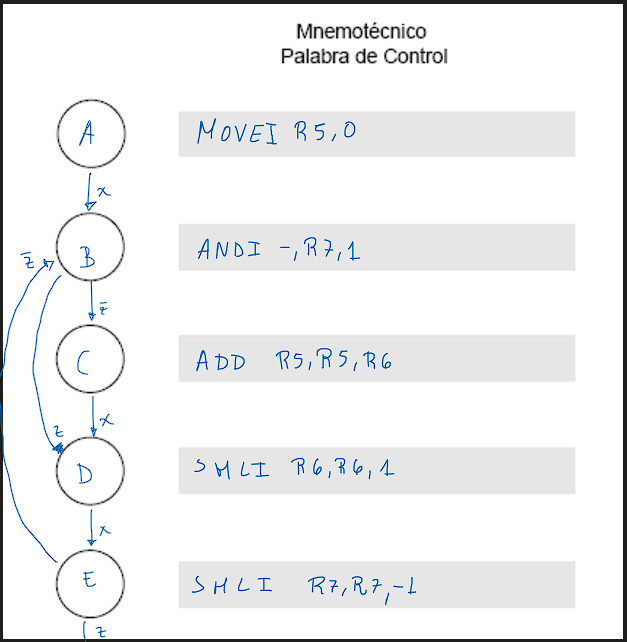 Mnemotécnico
Palabra de Control
A MOVEI R5,0
x
z̄ B ANDI -,R7,1
z̄
C ADD R5,R5,R6
z x
D SHLI R6,R6,1
x
E SHLI R7,R7,-1
z